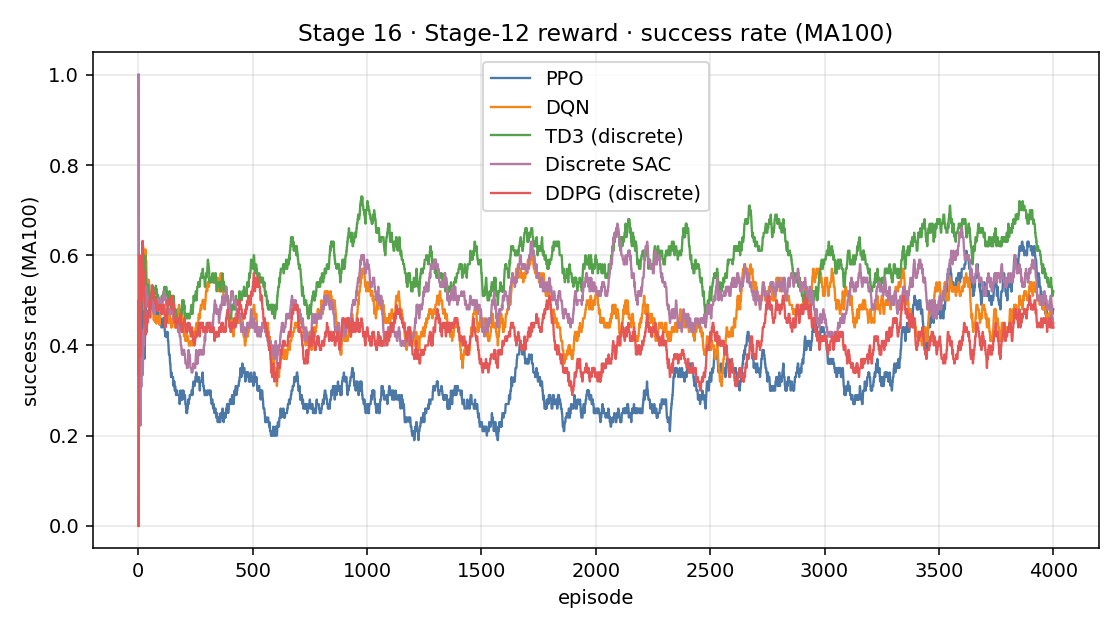 Stage 16 · Stage-12 reward · success rate (MA100)
PPO
DQN
TD3 (discrete)
Discrete SAC
DDPG (discrete)
success rate (MA100)
1.0
0.8
0.6
0.4
0.2
0.0
0 500 1000 1500 2000 2500 3000 3500 4000
episode